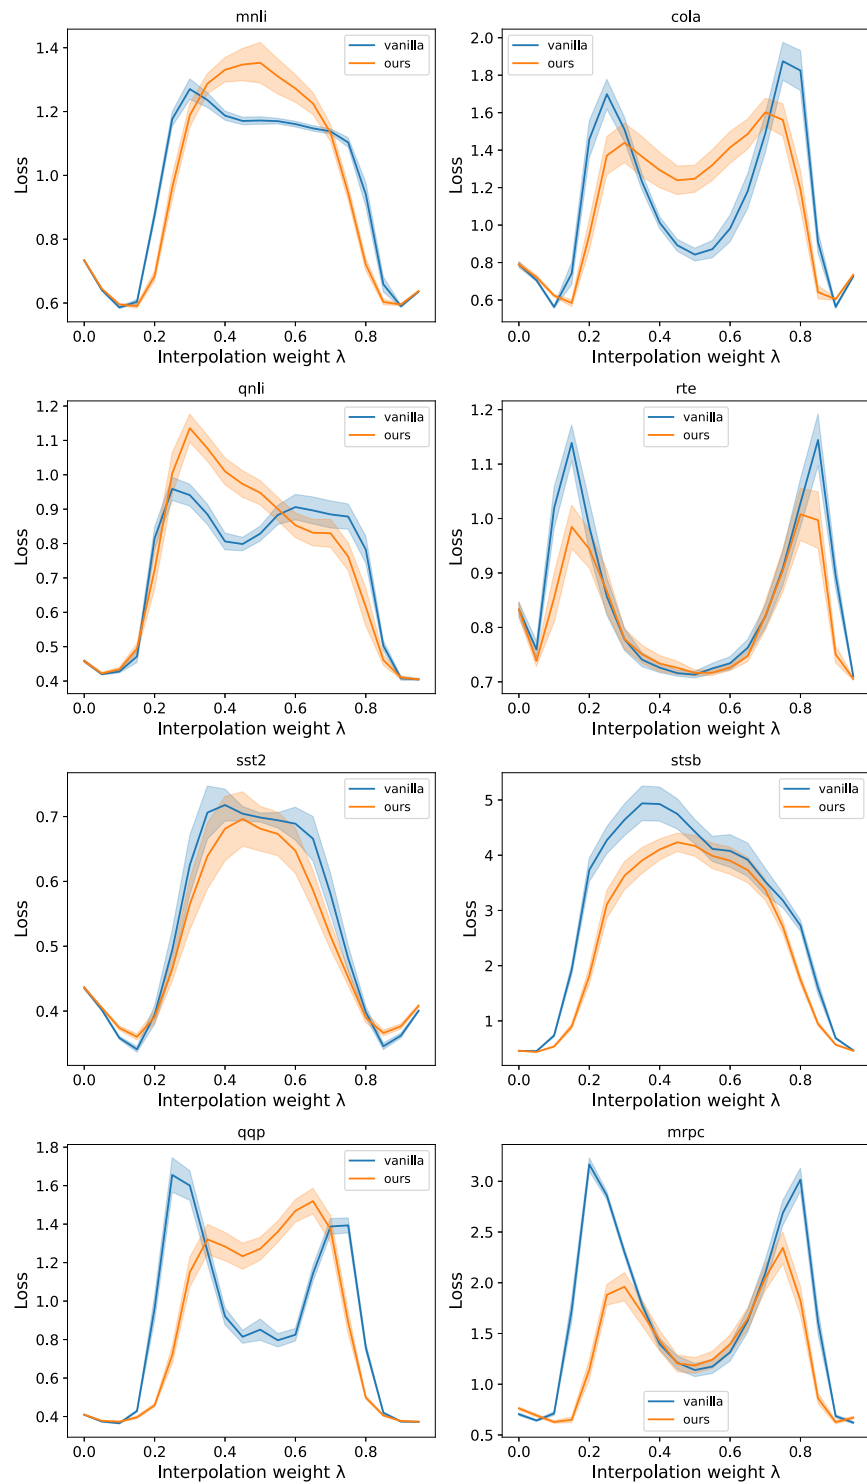 mnli
1.4
1.2
1.0
0.8
0.6
Loss
vanilla
ours
0.0 0.2 0.4 0.6 0.8
Interpolation weight λ
cola
2.0
1.8
1.6
1.4
1.2
1.0
0.8
0.6
Loss
vanilla
ours
0.0 0.2 0.4 0.6 0.8
Interpolation weight λ
qnli
1.2
1.1
1.0
0.9
0.8
0.7
0.6
0.5
0.4
Loss
vanilla
ours
0.0 0.2 0.4 0.6 0.8
Interpolation weight λ
rte
1.2
1.1
1.0
0.9
0.8
0.7
Loss
vanilla
ours
0.0 0.2 0.4 0.6 0.8
Interpolation weight λ
sst2
0.7
0.6
0.5
0.4
Loss
vanilla
ours
0.0 0.2 0.4 0.6 0.8
Interpolation weight λ
stsb
5
4
3
2
1
Loss
vanilla
ours
0.0 0.2 0.4 0.6 0.8
Interpolation weight λ
qqp
1.8
1.6
1.4
1.2
1.0
0.8
0.6
0.4
Loss
vanilla
ours
0.0 0.2 0.4 0.6 0.8
Interpolation weight λ
mrpc
3.0
2.5
2.0
1.5
1.0
0.5
Loss
vanilla
ours
0.0 0.2 0.4 0.6 0.8
Interpolation weight λ